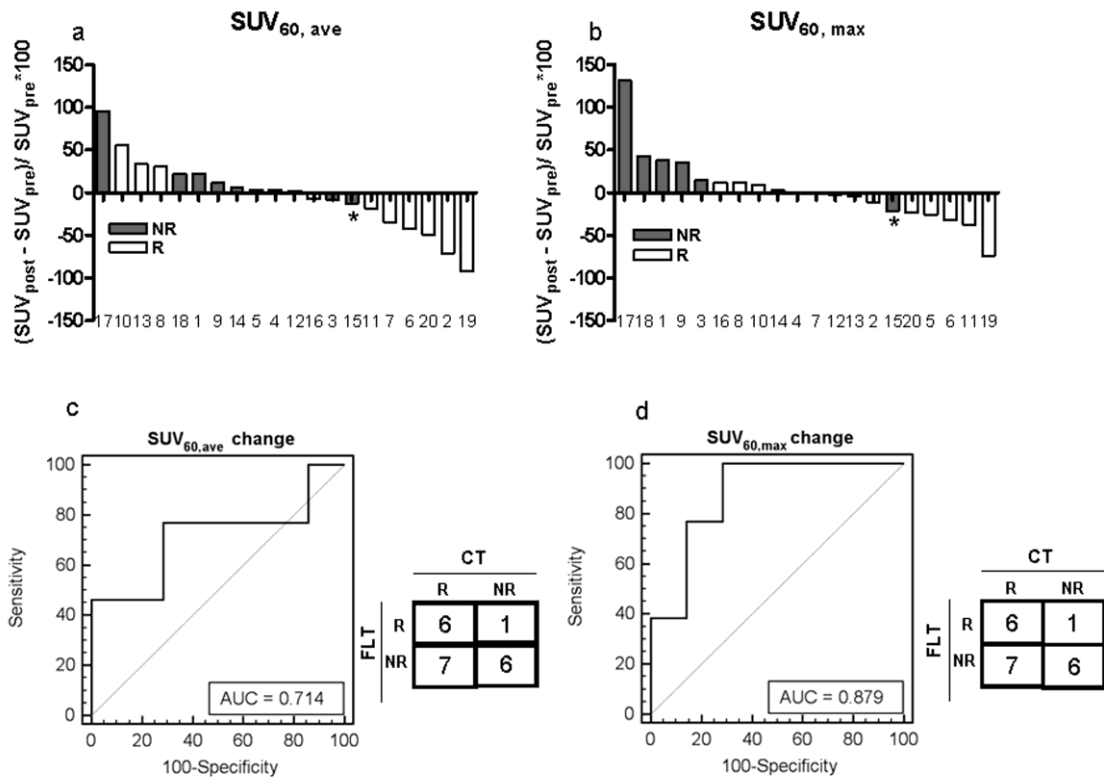 a
SUV60, ave
(SUVpost - SUVpre)/ SUVpre*100
150
100
50
0
-50
-100
-150
NR
R
*
17 10 13 8 18 1 9 14 5 4 12 16 3 15 11 7 6 20 2 19
b
SUV60, max
(SUVpost - SUVpre)/ SUVpre*100
150
100
50
0
-50
-100
-150
NR
R
*
17 18 1 9 3 16 8 10 14 4 7 12 13 2 15 20 5 6 11 19
c
SUV60,ave change
Sensitivity
100
80
60
40
20
0
AUC = 0.714
0 20 40 60 80 100
100-Specificity
CT
R NR
FLT
R 6 1
NR 7 6
d
SUV60,max change
Sensitivity
100
80
60
40
20
0
AUC = 0.879
0 20 40 60 80 100
100-Specificity
CT
R NR
FLT
R 6 1
NR 7 6